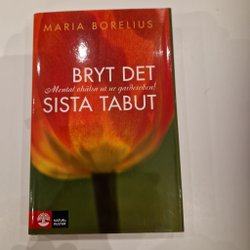 MARIA BORELIUS
BRYT DET
Mental ohälsa ut ur garderoben!
SISTA TABUT
NATUR &
KULTUR